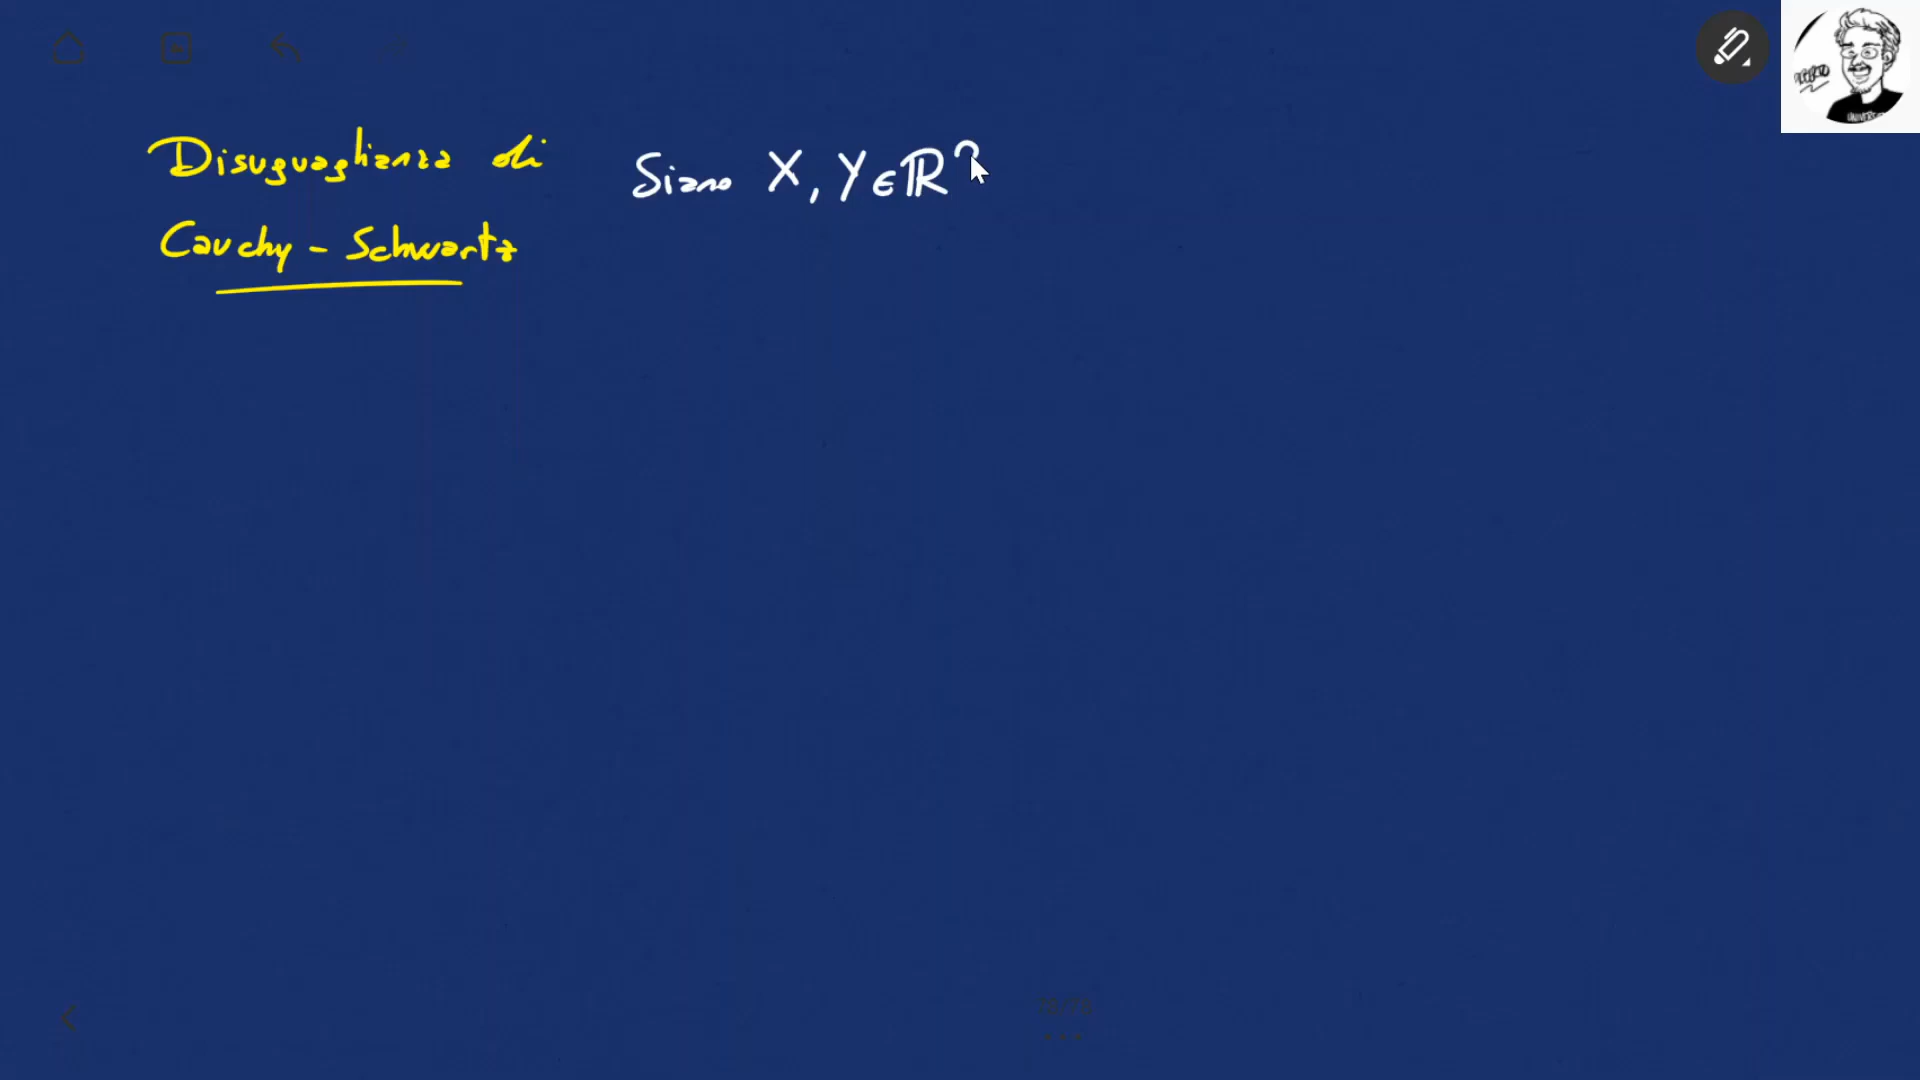 Disuguaglianza di
Cauchy - Schwartz
Siano X, Y ∈ ℝ